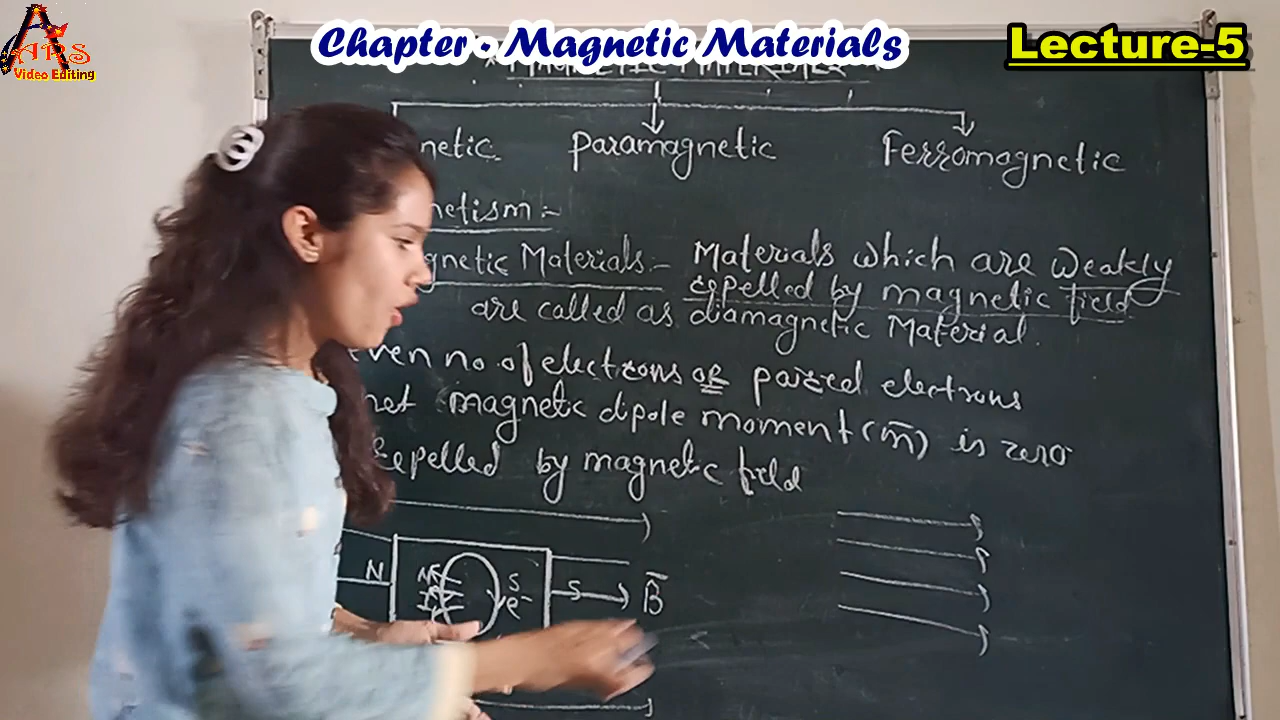 ARS
Video Editing
Chapter - Magnetic Materials
Lecture-5
MAGNETIC MATERIALS
netic. Paramagnetic Ferromagnetic
netism :-
gnetic Materials :- Materials which are weakly
repelled by magnetic field
are called as diamagnetic Material.
even no of electrons or paired electrons
net magnetic dipole moment (m̄) is zero
repelled by magnetic field
N N S e- S B̄